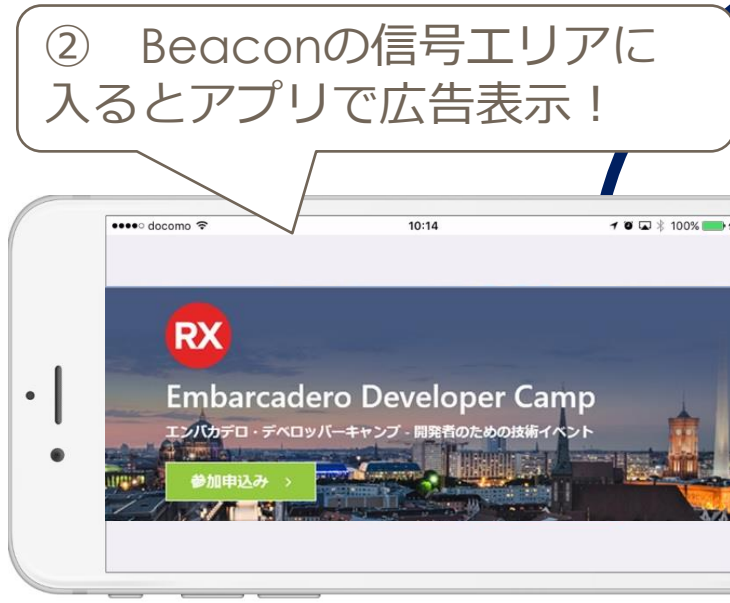 ② Beaconの信号エリアに
入るとアプリで広告表示！
docomo 10:14 100%
RX
Embarcadero Developer Camp
エンバカデロ・デベロッパーキャンプ - 開発者のための技術イベント
参加申込み >